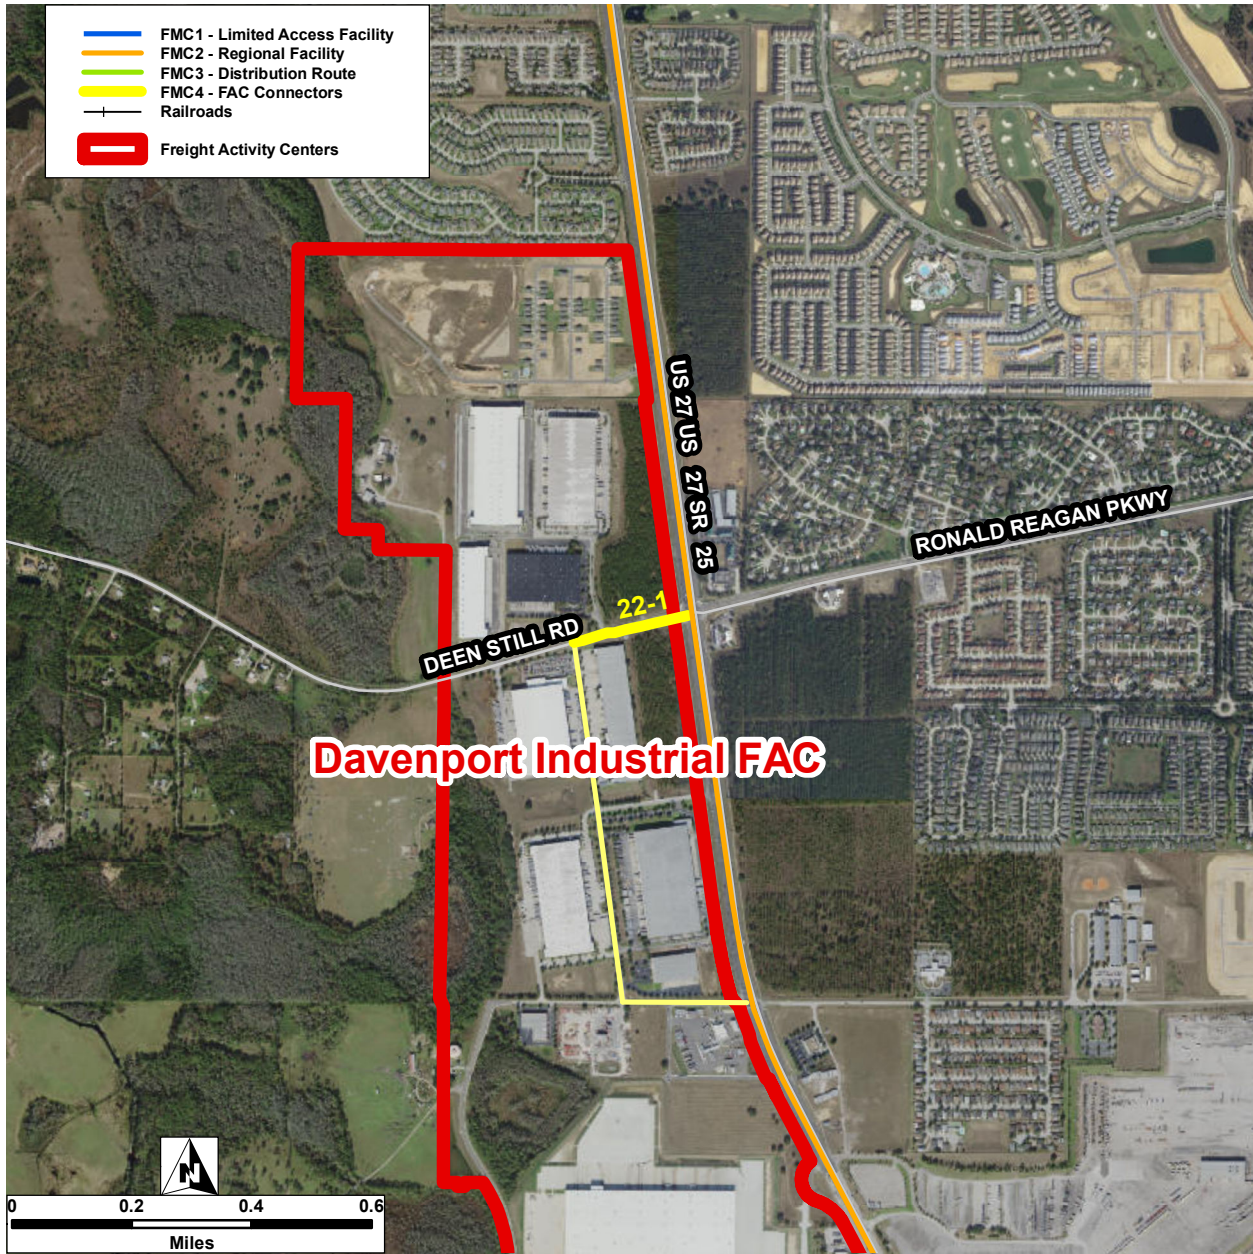 FMC1 - Limited Access Facility
FMC2 - Regional Facility
FMC3 - Distribution Route
FMC4 - FAC Connectors
Railroads
Freight Activity Centers
US 27 US 27 SR 25
RONALD REAGAN PKWY
22-1
DEEN STILL RD
Davenport Industrial FAC
N
0 0.2 0.4 0.6
Miles